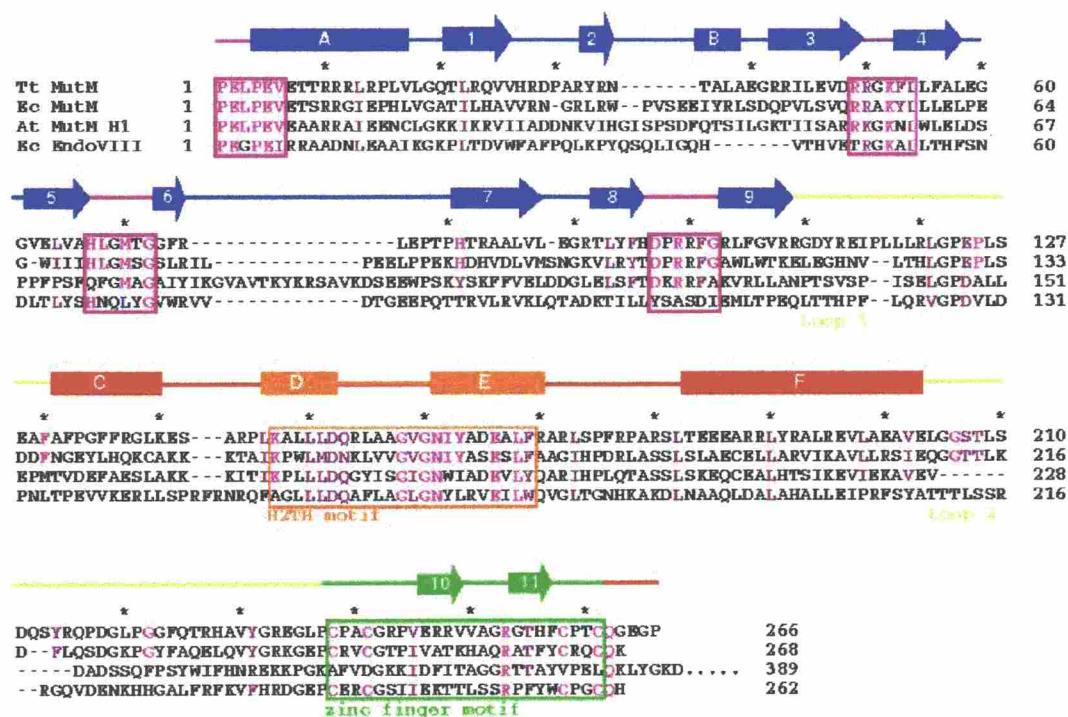 A 1 2 B 3 4
* * * * * * *
Tt MutM 1 PELPEVETTRRRLRPLVLGQTLRQVVHRDPARYRN-------TALAEGRRILEVDRRGKFLLFALEG 60
Ec MutM 1 PELPEVETSRRGIEPHLVGATILHAVVRN-GRLRW--PVSEEIYRLSDQPVLSVQRRAKYLLLELPE 64
At MutM H1 1 PELPEVEAARRAIEENCLGKKIKRVIIADDNKVIHGISPSDFQTSILGKTIISARRKGKNLWLELDS 67
Ec EndoVIII 1 PEGPEIRRAADNLEAAIKGKPLTDVWFAFPQLKPYQSQLIGQH------VTHVETRGKALLTHFSN 60
5 6 7 8 9
* * * * *
GVELVAHLGMTGGFR--------------------LEPTPHTRAALVL-EGRTLYFHDPRRFGRLFGVRRGDYREIPLLLRLGPEPLS 127
G-WIIIHLGMSGSLRIL-----------------PEELPPEKHDHVDLVMSNGKVLRYTDPRRFGAWLWTKELEGHNV--LTHLGPEPLS 133
PPFPSFQFGMAGAIYIKGVAVTKYKRSAVKDSEEWPSKYSKFFVELDDGLELSFTDKRRFAKVRLLANPTSVSP---ISELGPDALL 151
DLTLYSHNQLYGVWRVV---------------DTGEEPQTTRVLRVKLQTADKTILLYSASDIEMLTPEQLTTHPF--LQRVGPDVLD 131
Loop 1
C D E F
* * * * * * * *
EAFAFPGFFRGLKES---ARPLKALLLDQRLAAGVGNIYADEALFRARLSPFRPARSLTEEEARRLYRALREVLAEAVELGGSTLS 210
DDFNGEYLHQKCAKK---KTAIKPWLMDNKLVVGVGNIYASESLFAAGIHPDRLASSLSLAECELLARVIKAVLLRSIEQGGTTLK 216
EPMTVDEFAESLAKK---KITIKPLLLDQGYISGIGNWIADEVLYQARIHPLQTASSLSKEQCEALHTSIKEVIEKAVEV------ 228
PNLTPEVVKERLLSPRFRNRQFAGLLLDQAFLAGLGNYLRVEILWQVGLTGNHKAKDLNAAQLDALAHALLEIPRFSYATTTLSSR 216
H2TH motif Loop 2
10 11
* * * * *
DQSYRQPDGLPGGFQTRHAVYGREGLPCPACGRPVERRVVAGRGTHFCPTCQGEGP 266
D--FLQSDGKPGYFAQELQVYGRKGEPCRVCGTPIVATKHAQRATFYCRQCQK 268
-----DADSSQFPSYWIFHNREKKPGKAFVDGKKIDFITAGGRTTAYVPELQKLYGKD..... 389
--RGQVDENKHHGALFRFKVFHRDGEPCERCGSIIEKTTLSSRPFYWCPGCQH 262
zinc finger motif